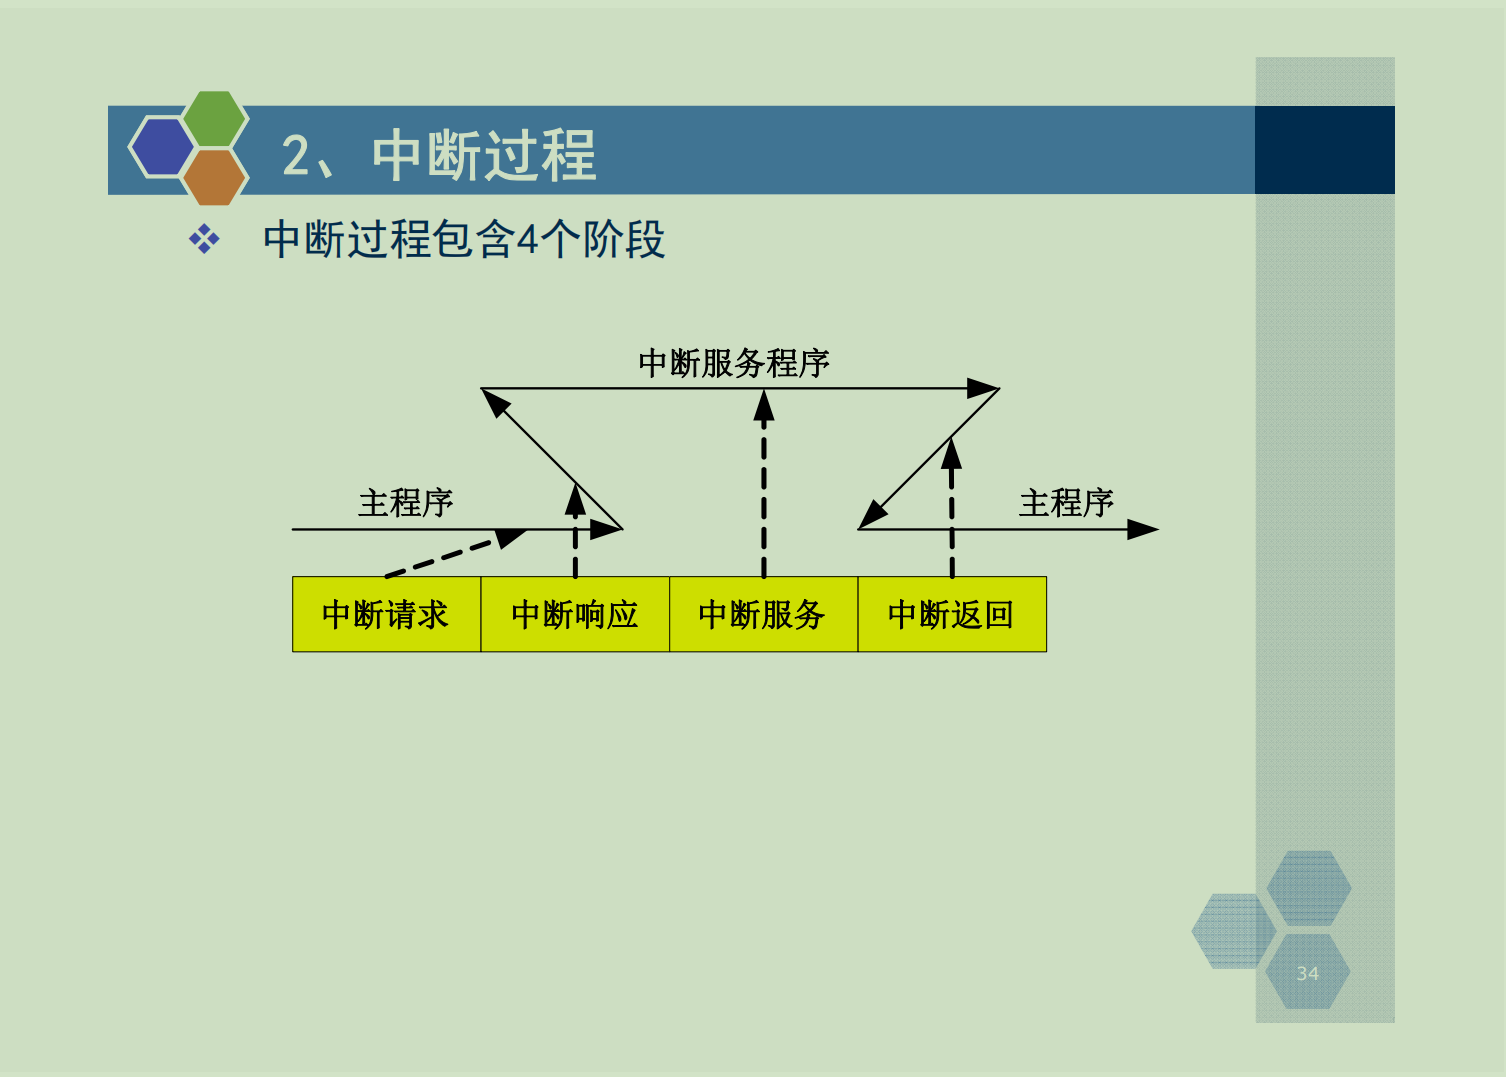 2、中断过程
中断过程包含4个阶段
中断服务程序
主程序
主程序
中断请求
中断响应
中断服务
中断返回
34